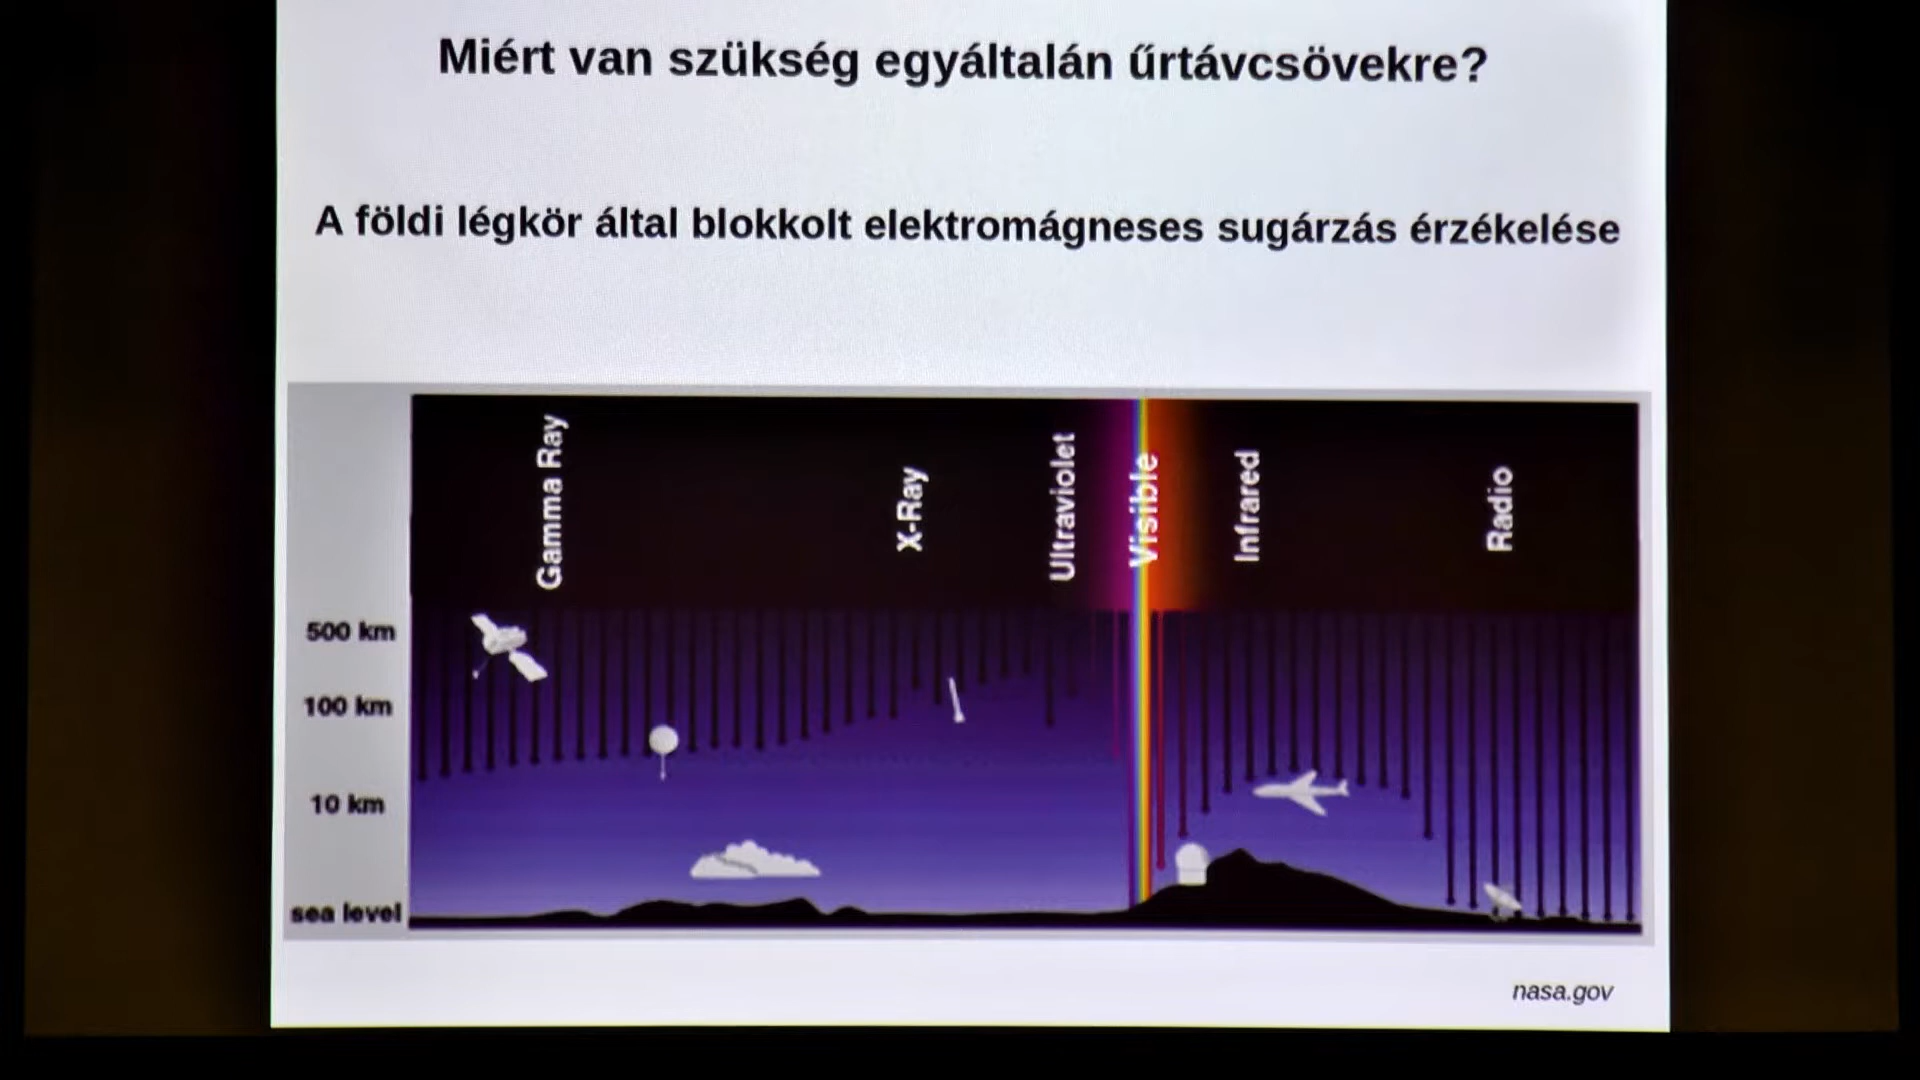 Miért van szükség egyáltalán űrtávcsövekre?
A földi légkör által blokkolt elektromágneses sugárzás érzékelése
Gamma Ray
X-Ray
Ultraviolet
Visible
Infrared
Radio
500 km
100 km
10 km
sea level
nasa.gov